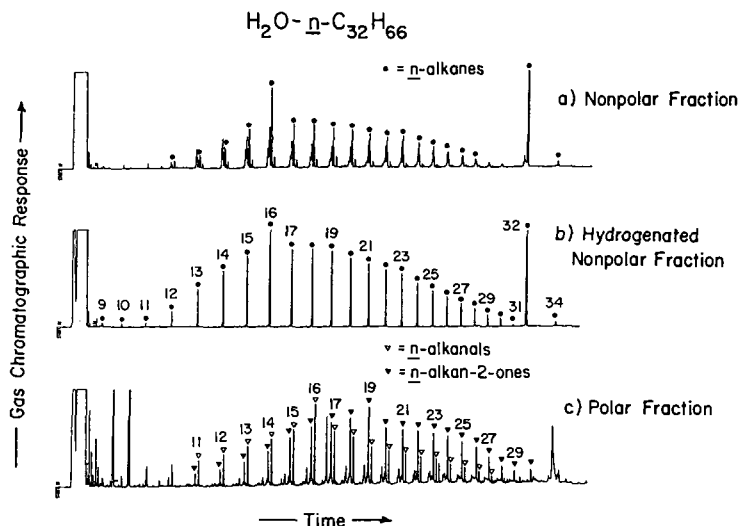 H₂O-n-C₃₂H₆₆
• = n-alkanes
a) Nonpolar Fraction
16
17
19
15
14
21
23
13
25
27
12
29
9 10 11
31
32
34
b) Hydrogenated
Nonpolar Fraction
▽ = n-alkanals
▼ = n-alkan-2-ones
16
19
15
17
14
13
21
23
12
25
11
27
29
c) Polar Fraction
Gas Chromatographic Response
Time